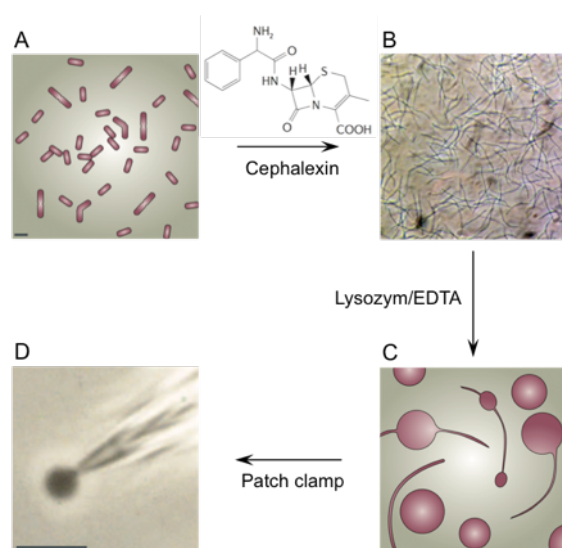 A
NH2
O
HN
H
H
S
N
O
COOH
Cephalexin
B
Lysozym/EDTA
D
C
Patch clamp